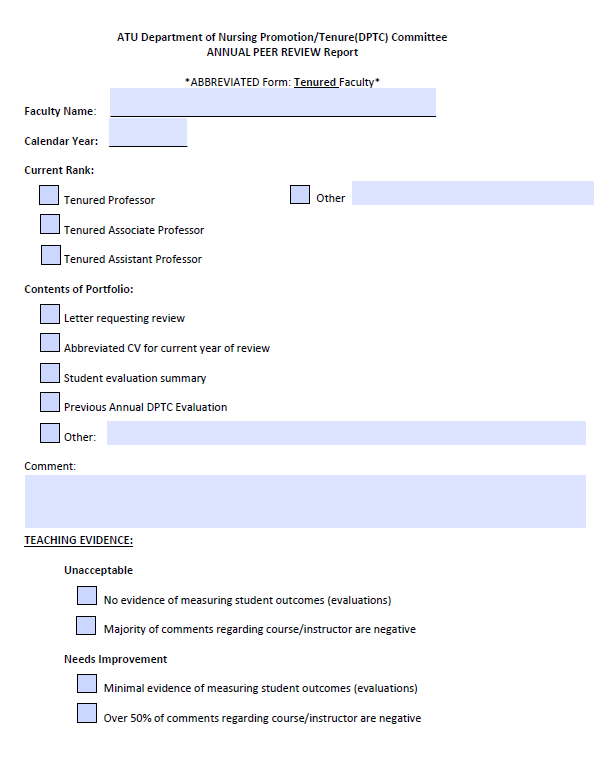 ATU Department of Nursing Promotion/Tenure(DPTC) Committee
ANNUAL PEER REVIEW Report
*ABBREVIATED Form: Tenured Faculty*
Faculty Name:
Calendar Year:
Current Rank:
Tenured Professor
Other
Tenured Associate Professor
Tenured Assistant Professor
Contents of Portfolio:
Letter requesting review
Abbreviated CV for current year of review
Student evaluation summary
Previous Annual DPTC Evaluation
Other:
Comment:
TEACHING EVIDENCE:
Unacceptable
No evidence of measuring student outcomes (evaluations)
Majority of comments regarding course/instructor are negative
Needs Improvement
Minimal evidence of measuring student outcomes (evaluations)
Over 50% of comments regarding course/instructor are negative